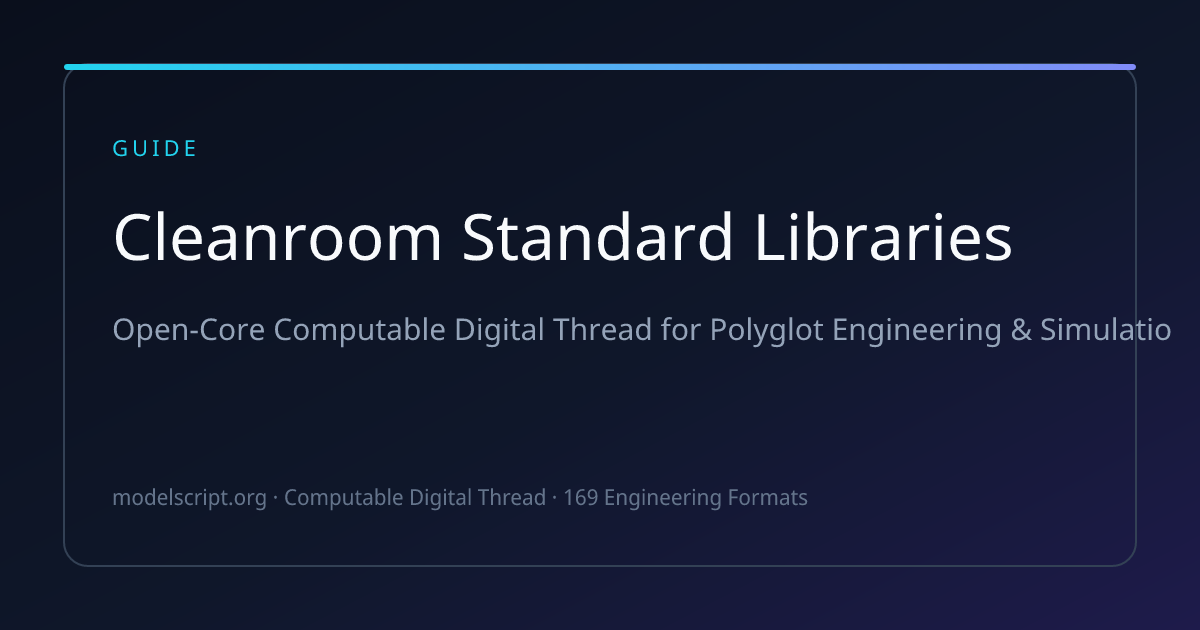 GUIDE
Cleanroom Standard Libraries
Open-Core Computable Digital Thread for Polyglot Engineering & Simulatio
modelscript.org · Computable Digital Thread · 169 Engineering Formats